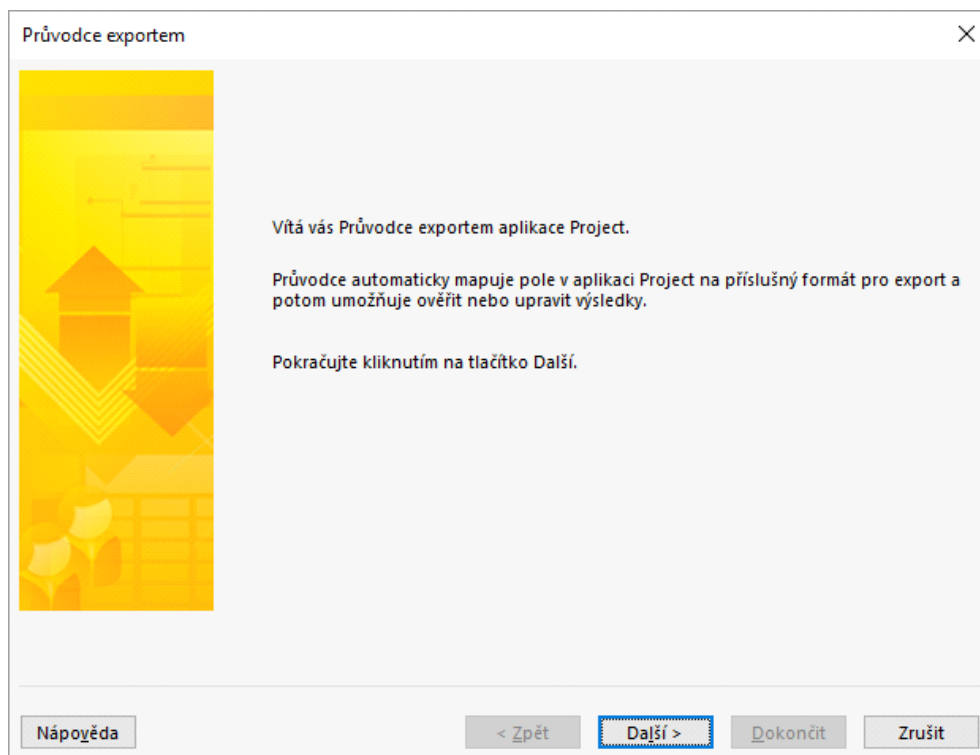 Průvodce exportem
Vítá vás Průvodce exportem aplikace Project.
Průvodce automaticky mapuje pole v aplikaci Project na příslušný formát pro export a
potom umožňuje ověřit nebo upravit výsledky.
Pokračujte kliknutím na tlačítko Další.
Nápověda
< Zpět
Další >
Dokončit
Zrušit